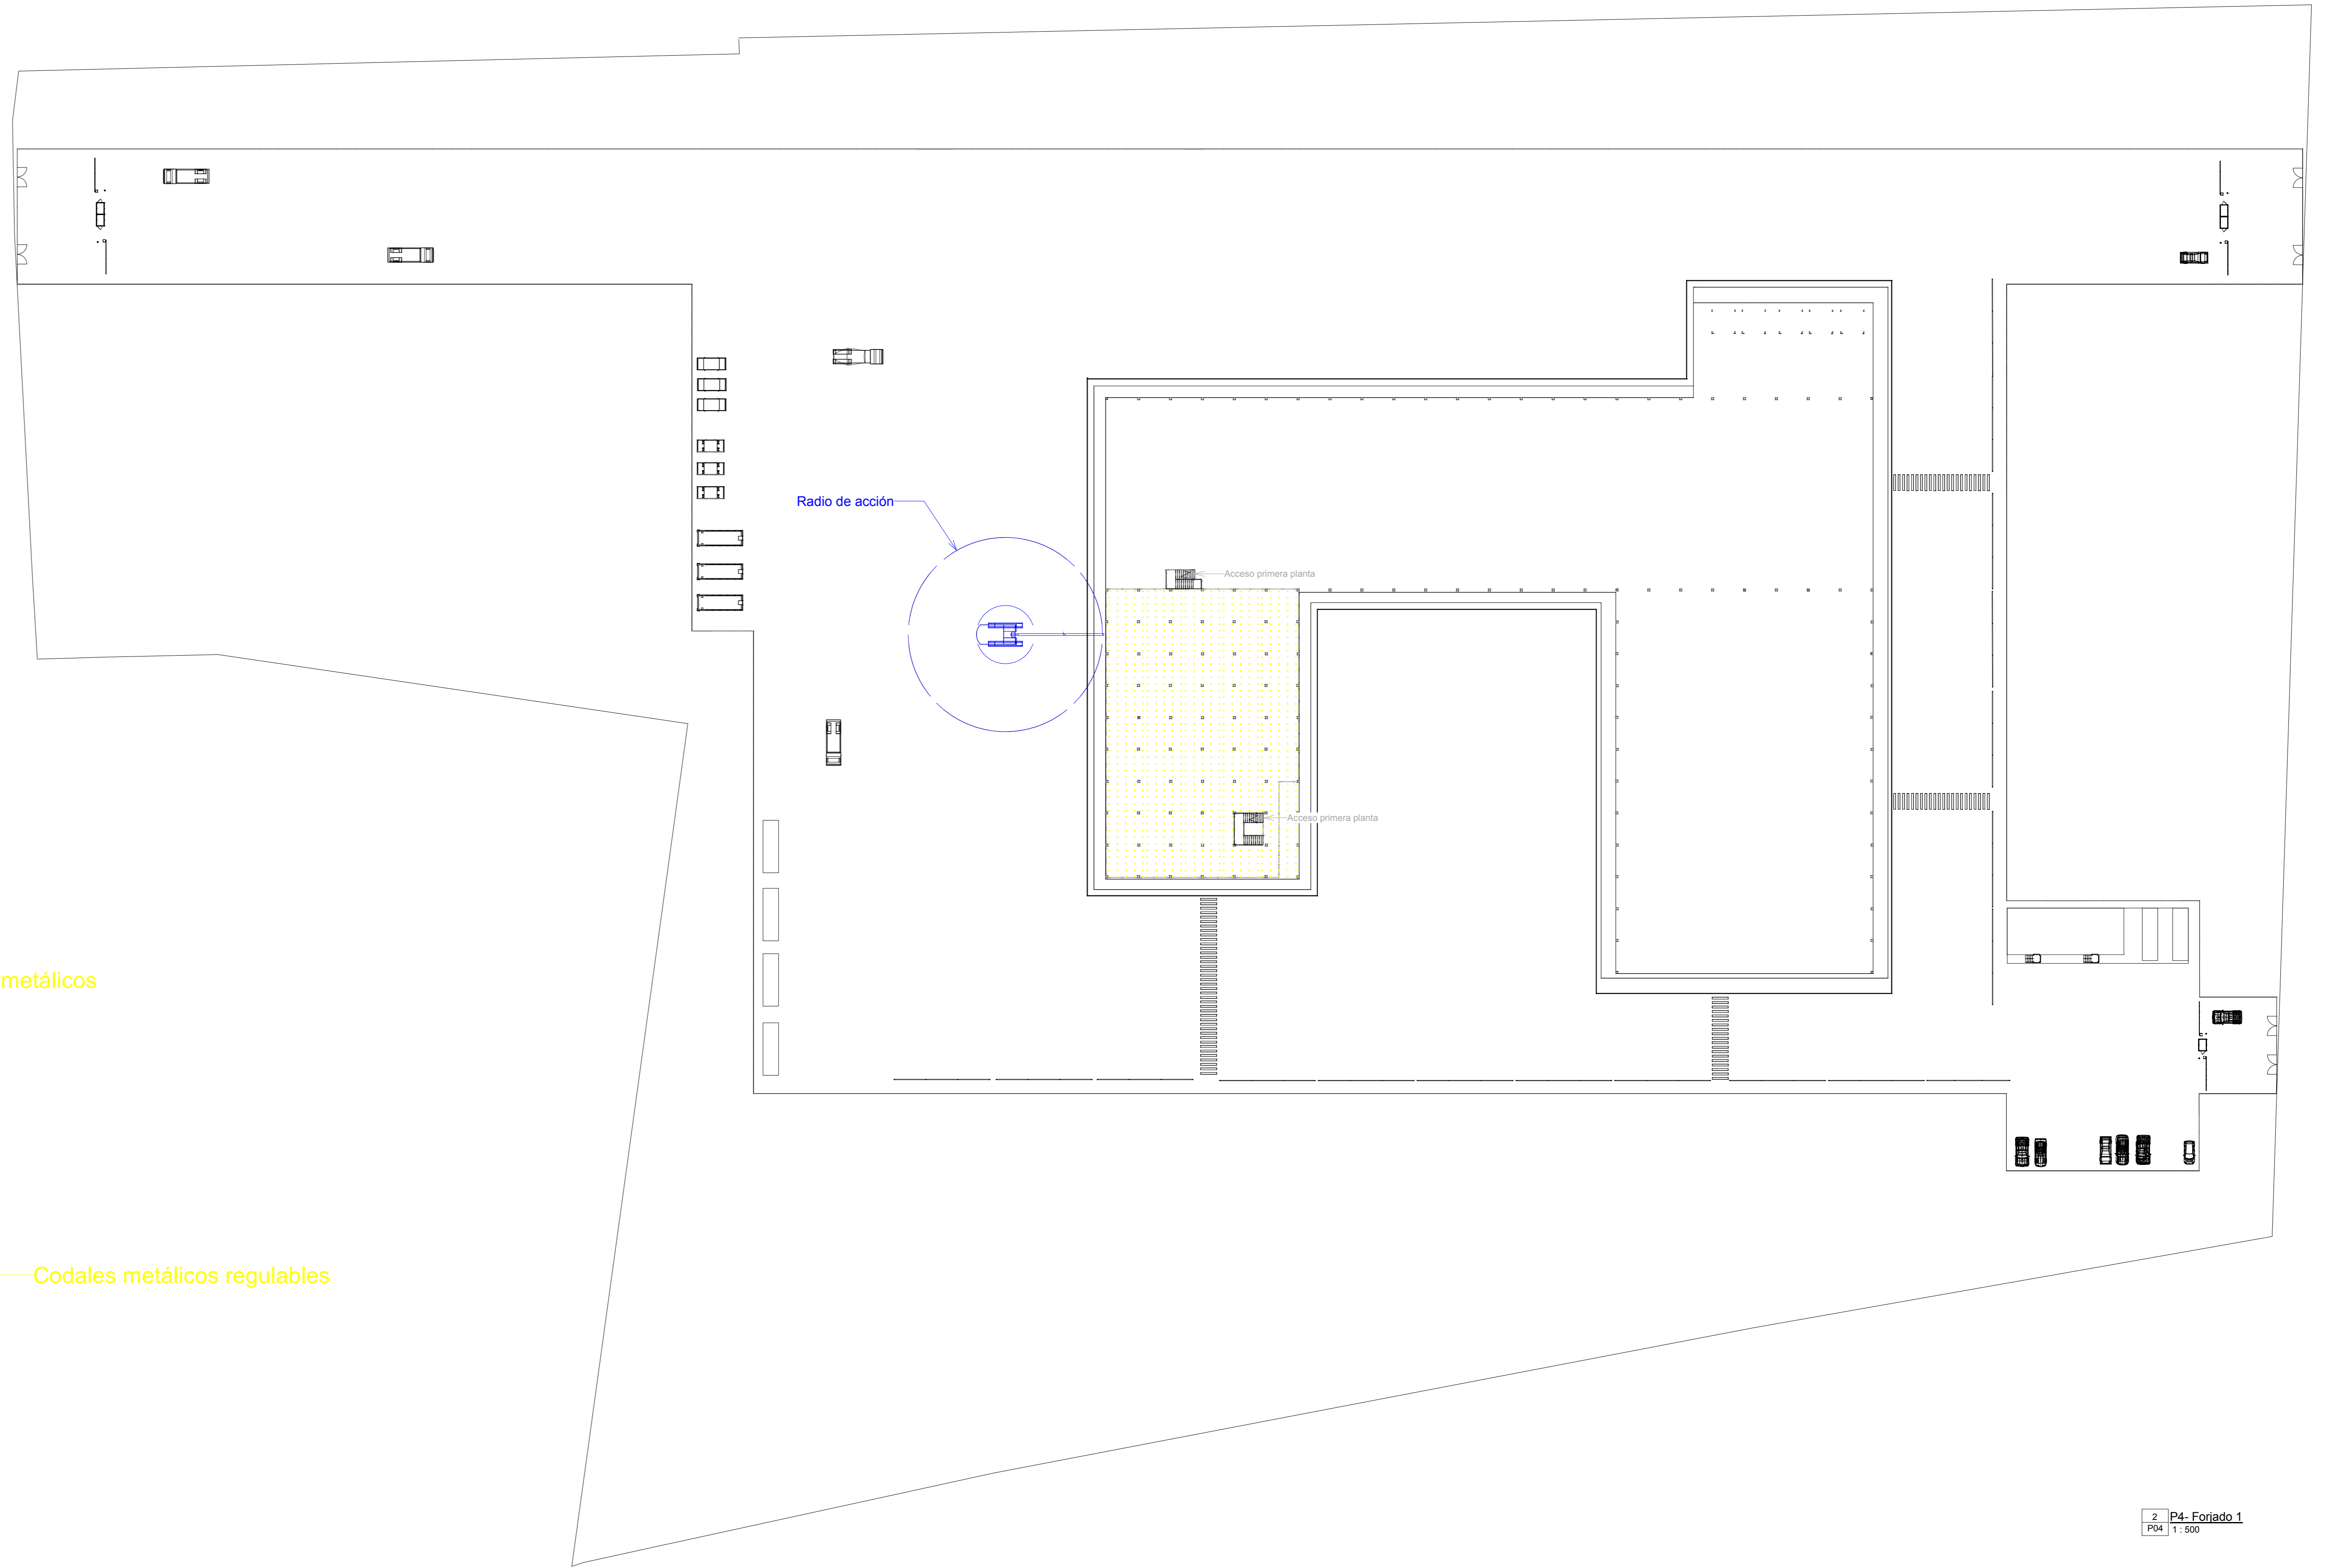 Radio de acción
Acceso primera planta
Acceso primera planta
metálicos
Codales metálicos regulables
2
P4- Forjado 1
P04
1 : 500